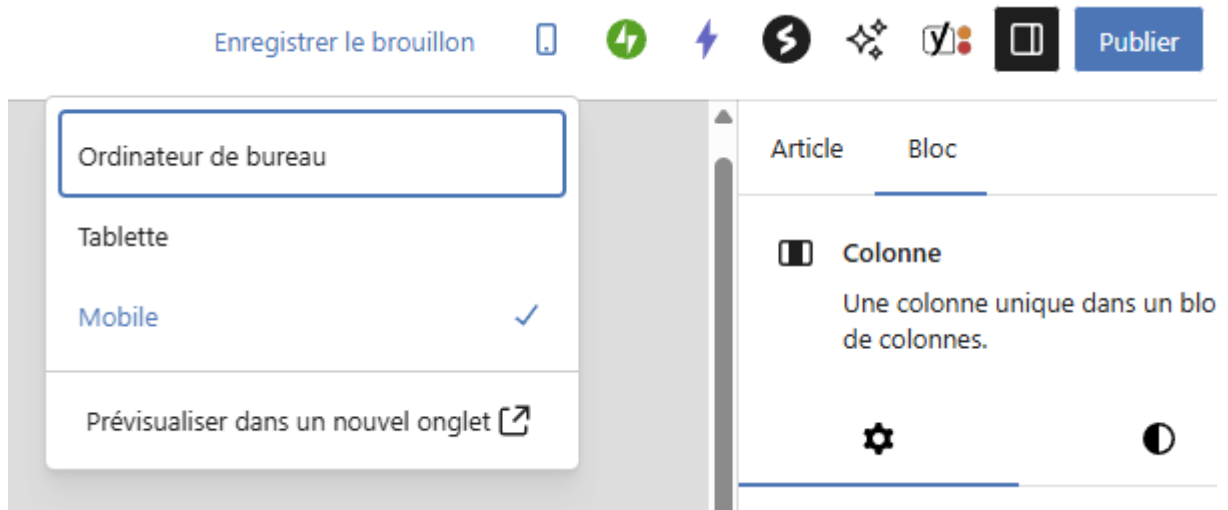 Enregistrer le brouillon
Publier
Ordinateur de bureau
Tablette
Mobile
Prévisualiser dans un nouvel onglet
Article
Bloc
Colonne
Une colonne unique dans un blo
de colonnes.